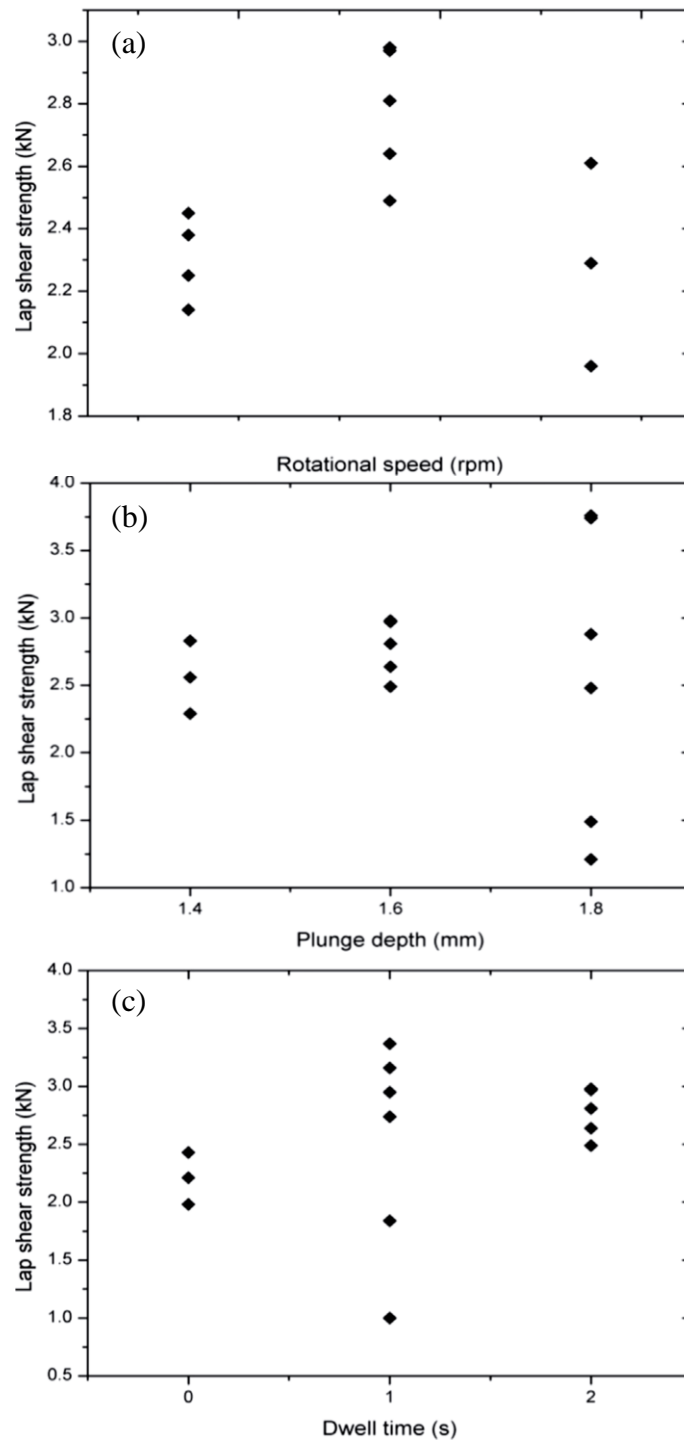 (a)
Lap shear strength (kN)
3.0
2.8
2.6
2.4
2.2
2.0
1.8
Rotational speed (rpm)
(b)
Lap shear strength (kN)
4.0
3.5
3.0
2.5
2.0
1.5
1.0
1.4 1.6 1.8
Plunge depth (mm)
(c)
Lap shear strength (kN)
4.0
3.5
3.0
2.5
2.0
1.5
1.0
0.5
0 1 2
Dwell time (s)